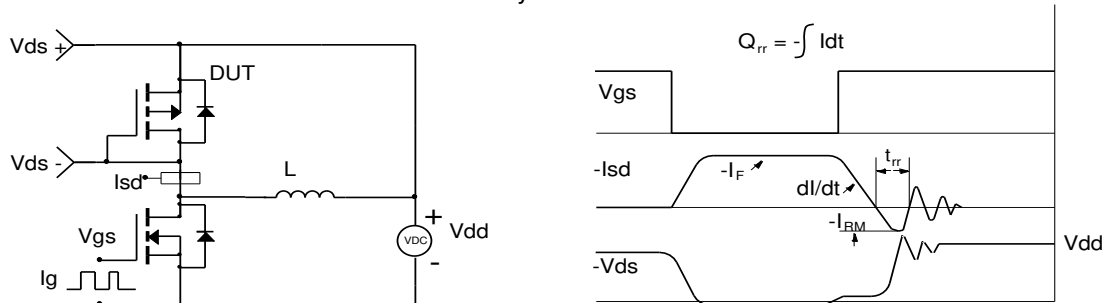 Vds +
DUT
Vds -
Isd
L
Vgs
Ig
+
VDC
-
Vdd
Qrr = -∫ Idt
Vgs
trr
-Isd
-IF
dI/dt
-IRM
Vdd
-Vds